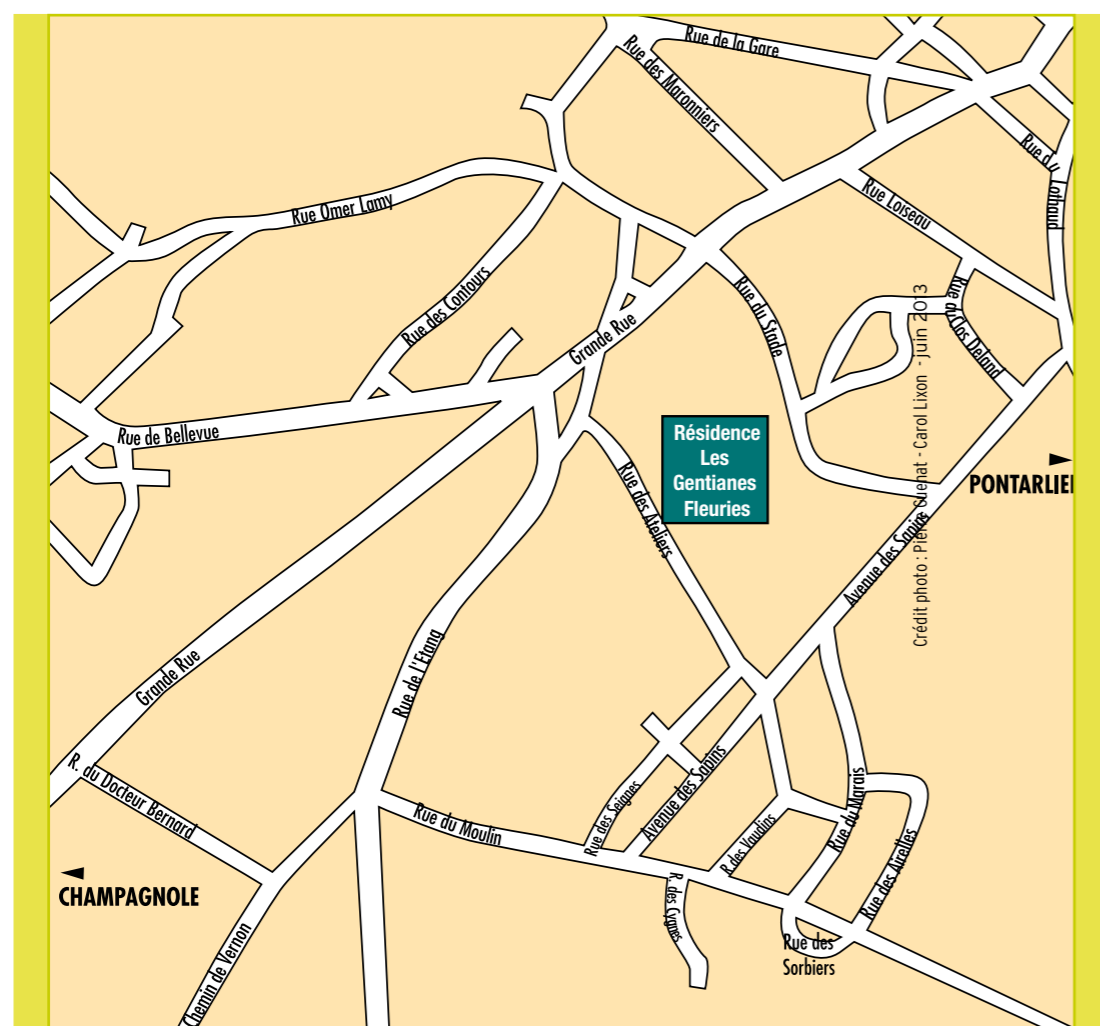 Rue de la Gare
Rue des Maronniers
Rue du Lotaud
Rue Loiseau
Rue Omer Lamy
Rue des Contours
Rue du Stade
Rue du Clos Deland
Grande Rue
Rue de Bellevue
Résidence
Les
Gentianes
Fleuries
Rue des Ateliers
PONTARLIE
Avenue des Sapins
Crédit photo : Pierre Guenat - Carol Lixon - juin 2013
Grande Rue
Rue de l'Etang
R. du Docteur Bernard
Rue du Moulin
Rue des Seignes
Avenue des Sapins
R.des Vaudins
Rue du Marais
Rue des Airolles
R. des Cygnes
CHAMPAGNOLE
Chemin de Vernon
Rue des
Sorbiers